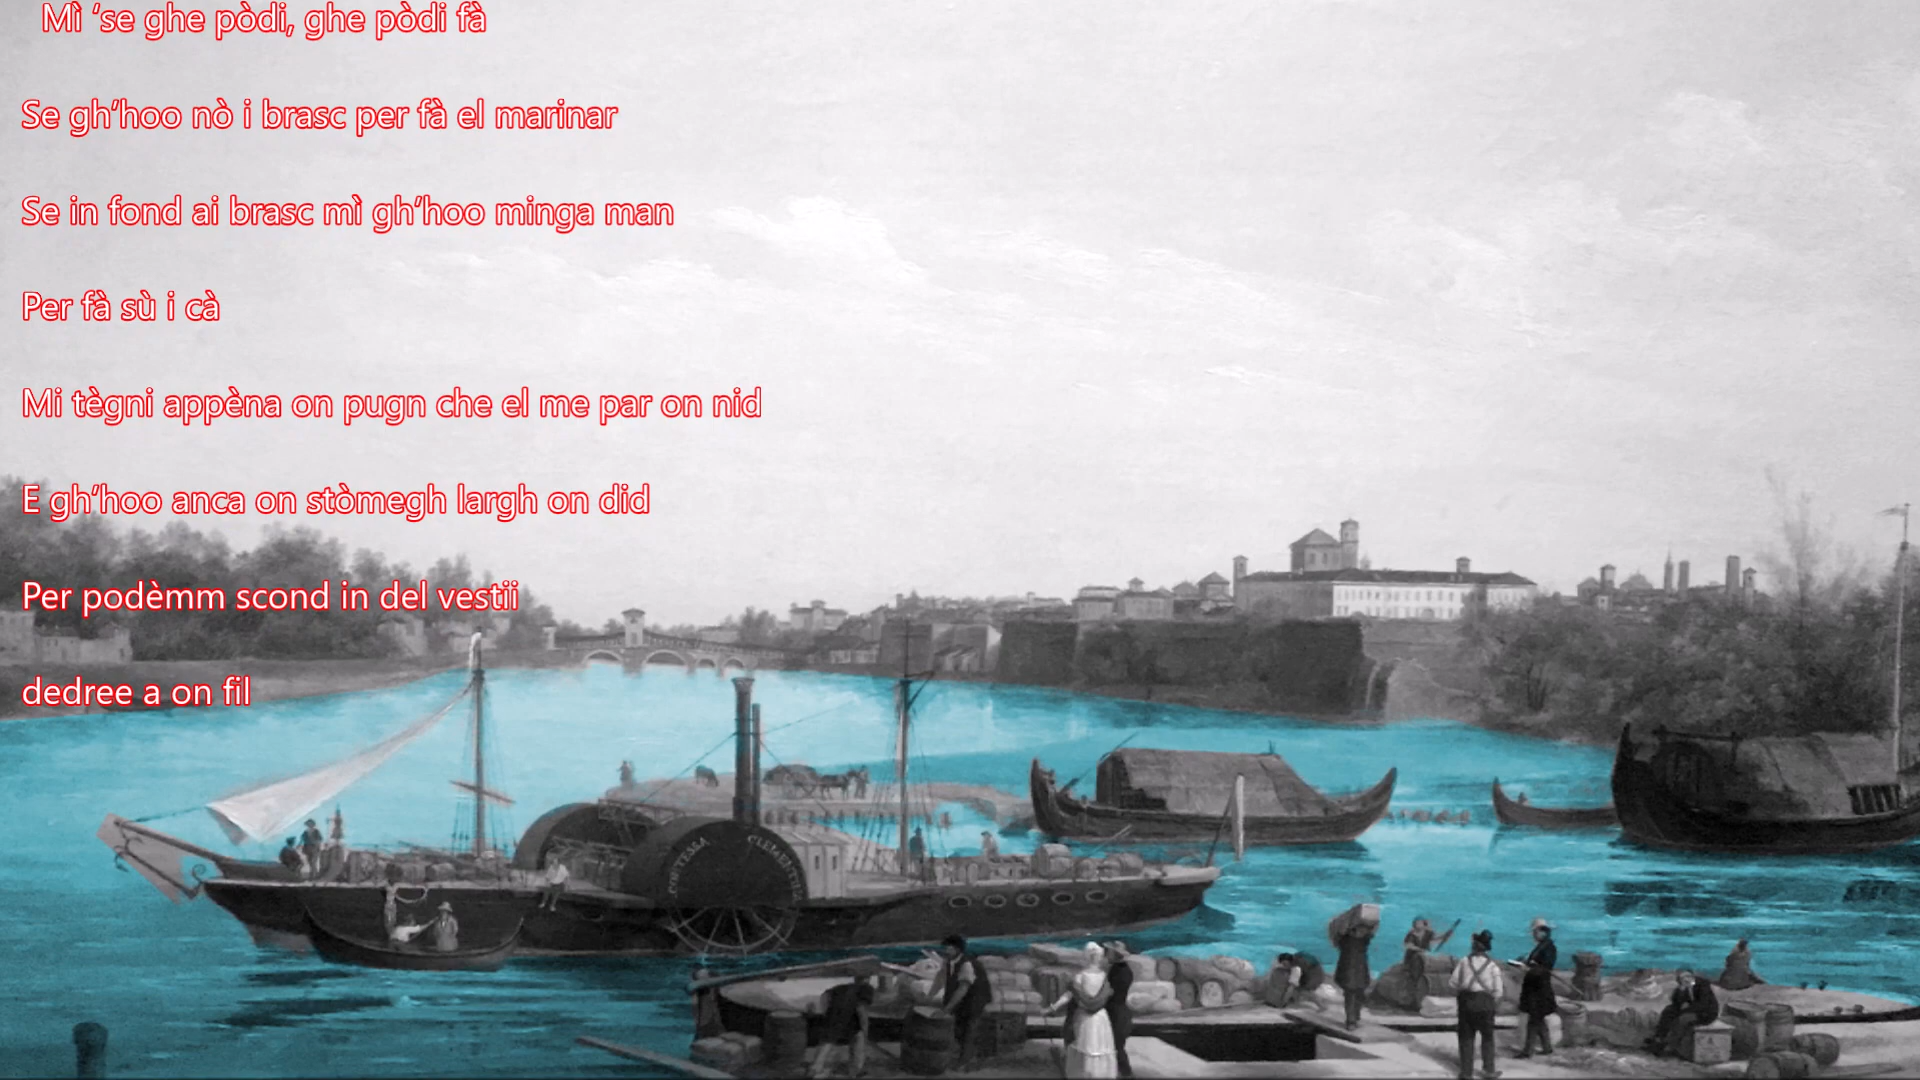 Mì ‘se ghe pòdi, ghe pòdi fà
Se gh’hoo nò i brasc per fà el marinar
Se in fond ai brasc mì gh’hoo minga man
Per fà sù i cà
Mi tègni appèna on pugn che el me par on nid
E gh’hoo anca on stòmegh largh on did
Per podèmm scond in del vestii
dedree a on fil
CONTESSA